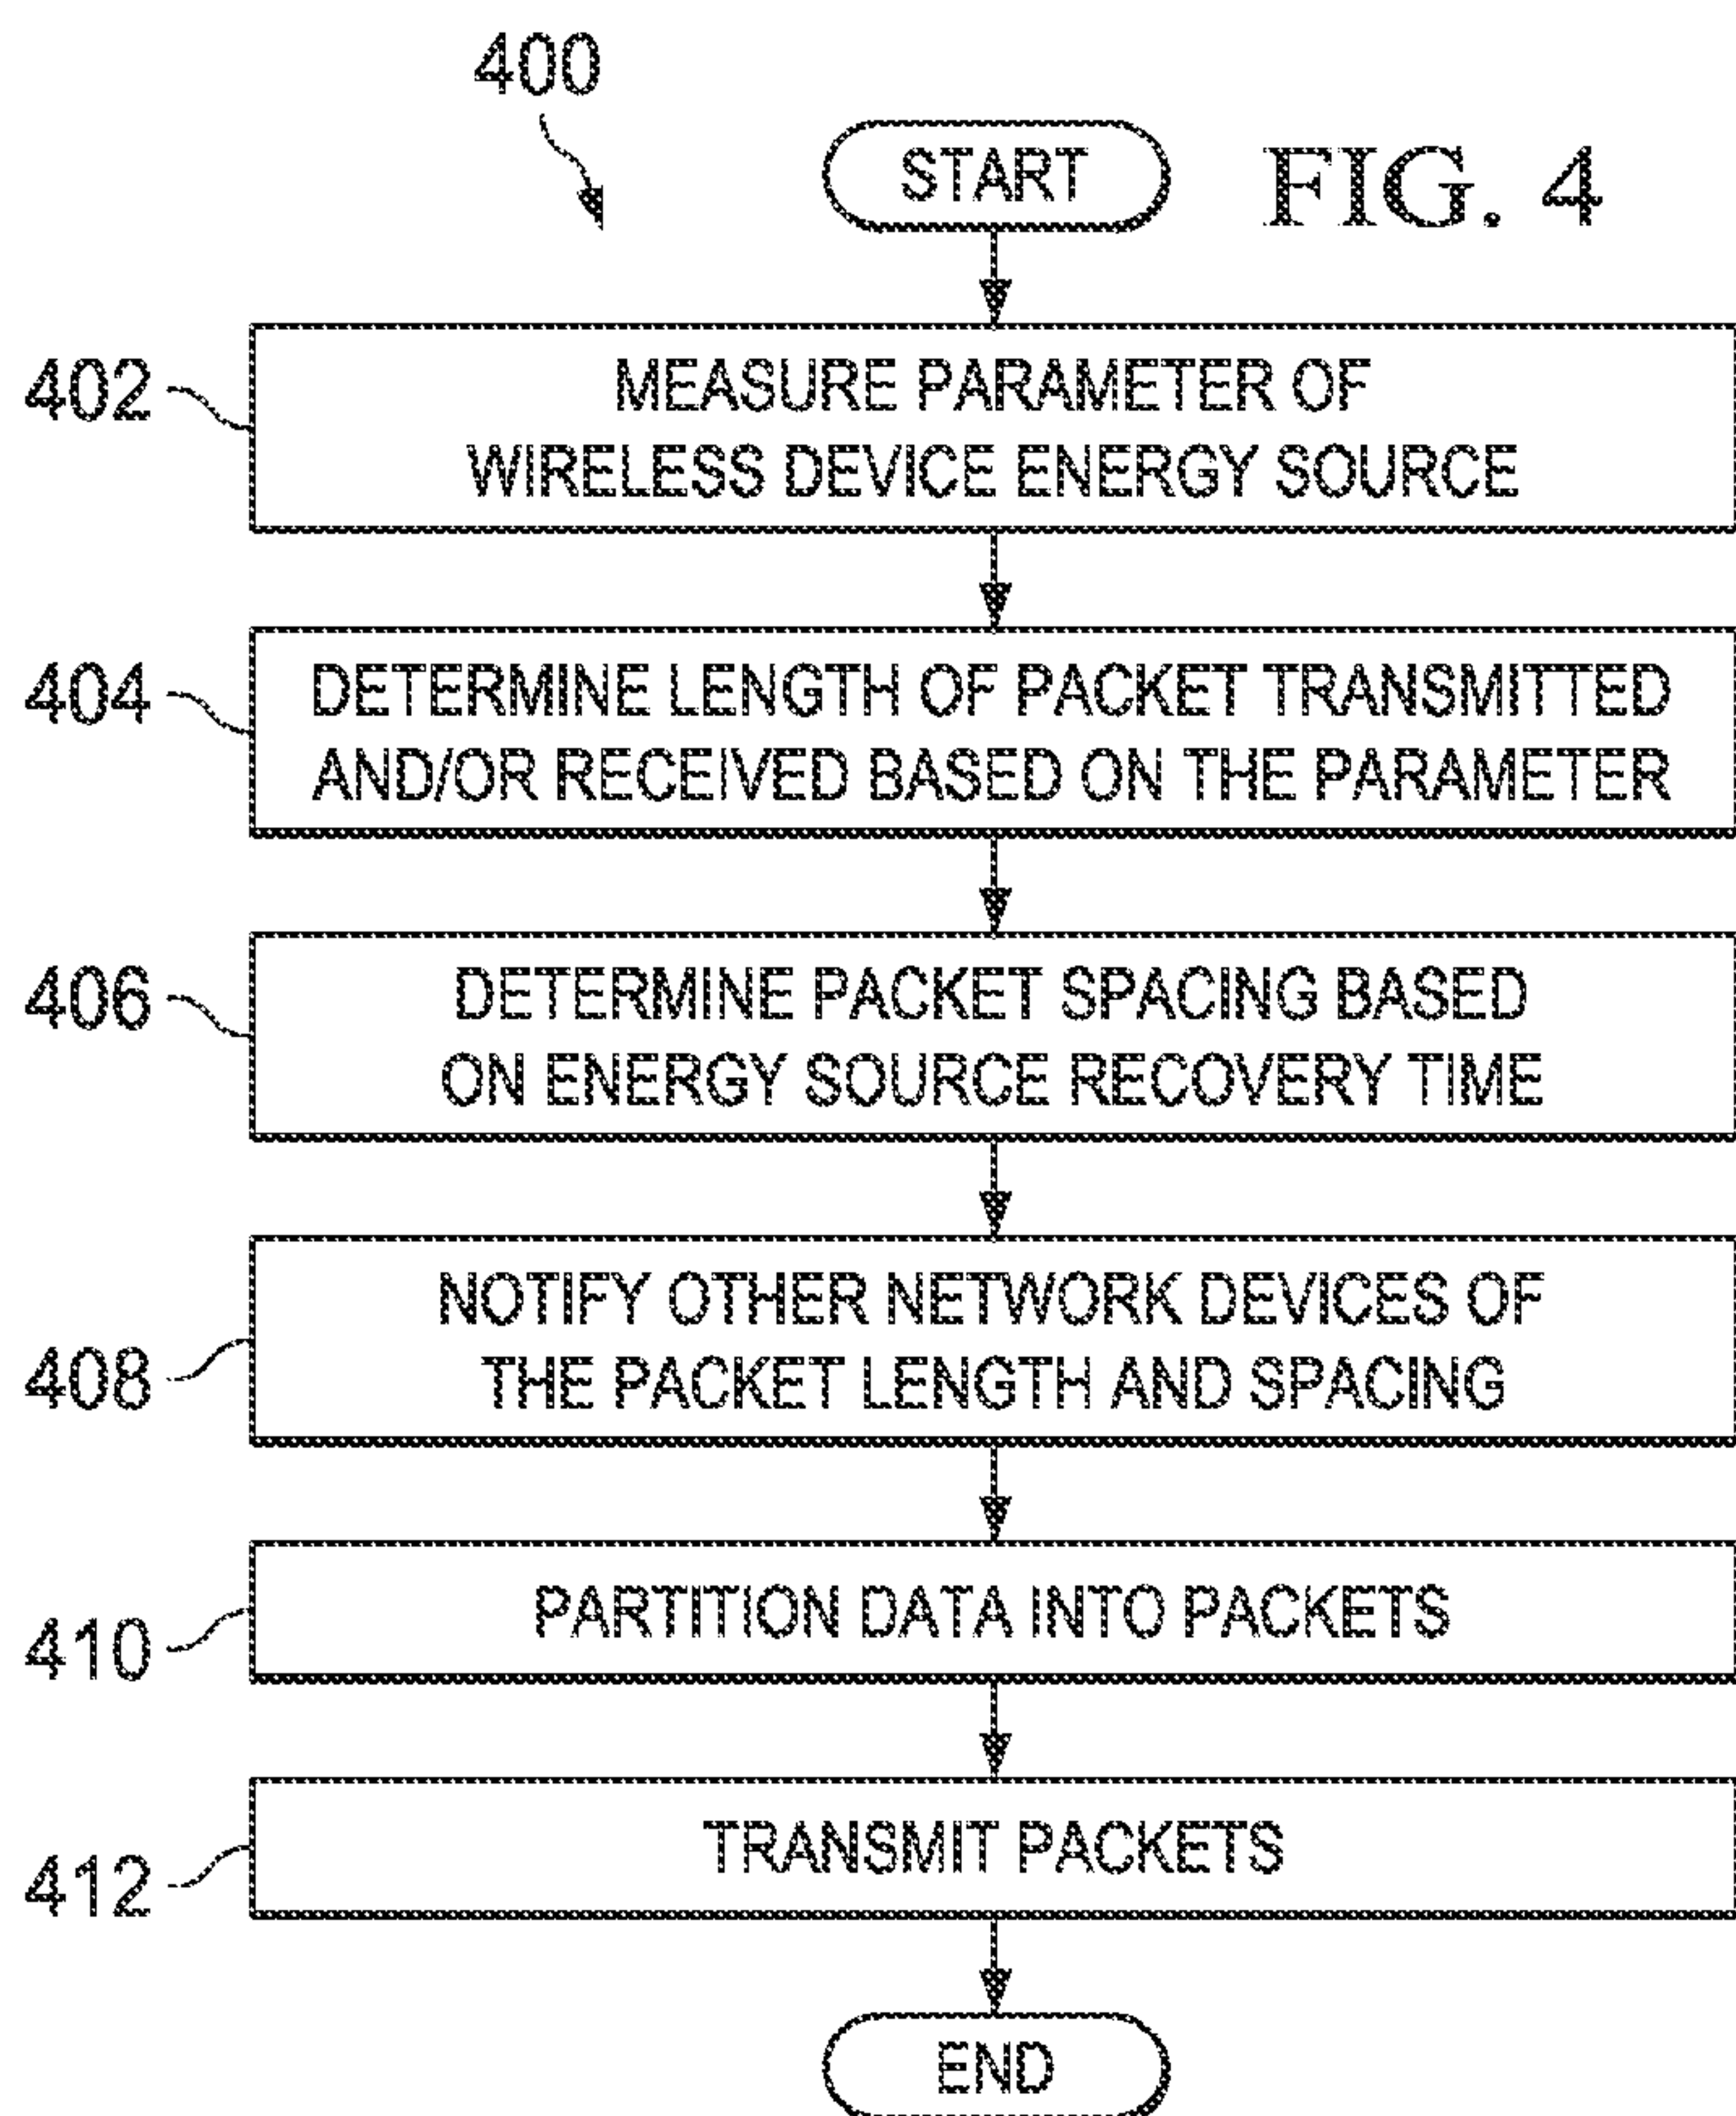 400
START
FIG. 4
402
MEASURE PARAMETER OF
WIRELESS DEVICE ENERGY SOURCE
404
DETERMINE LENGTH OF PACKET TRANSMITTED
AND/OR RECEIVED BASED ON THE PARAMETER
406
DETERMINE PACKET SPACING BASED
ON ENERGY SOURCE RECOVERY TIME
408
NOTIFY OTHER NETWORK DEVICES OF
THE PACKET LENGTH AND SPACING
410
PARTITION DATA INTO PACKETS
412
TRANSMIT PACKETS
END